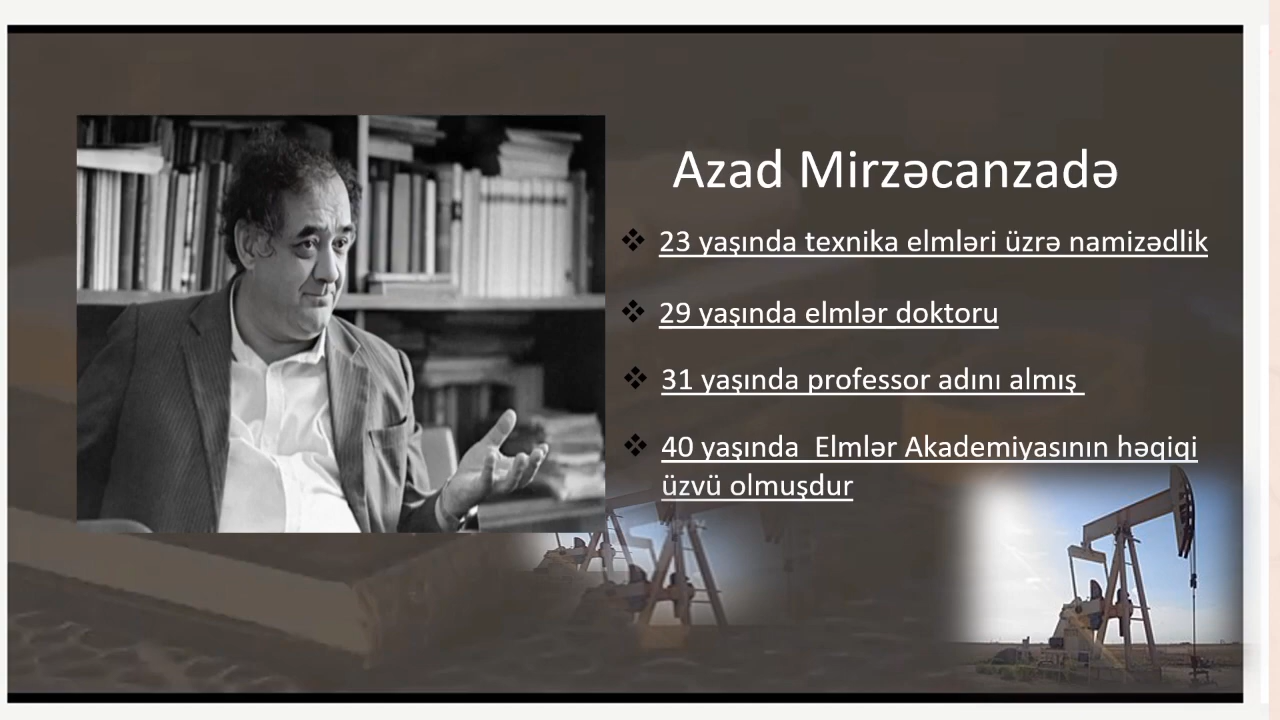 Azad Mirzəcanzadə
23 yaşında texnika elmləri üzrə namizədlik
29 yaşında elmlər doktoru
31 yaşında professor adını almış
40 yaşında  Elmlər Akademiyasının həqiqi
üzvü olmuşdur